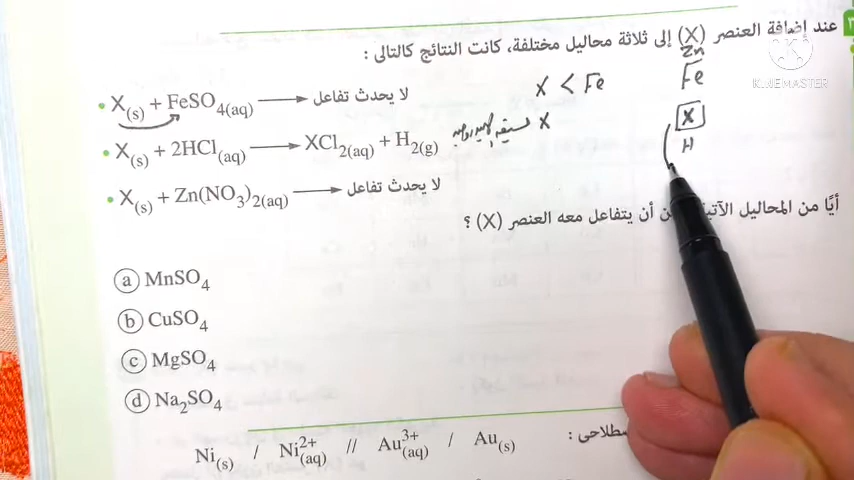 ٣ عند إضافة العنصر (X) إلى ثلاثة محاليل مختلفة، كانت النتائج كالتالى :
Zn
Fe
X
H
KINEMASTER
• X(s) + FeSO4(aq) ⟶ لا يحدث تفاعل
X < Fe
• X(s) + 2HCl(aq) ⟶ XCl2(aq) + H2(g)
X
• X(s) + Zn(NO3)2(aq) ⟶ لا يحدث تفاعل
أيًا من المحاليل الآتية أن يتفاعل معه العنصر (X) ؟
a MnSO4
b CuSO4
c MgSO4
d Na2SO4
صطلاحى :
Ni(s) / Ni2+(aq) // Au3+(aq) / Au(s)